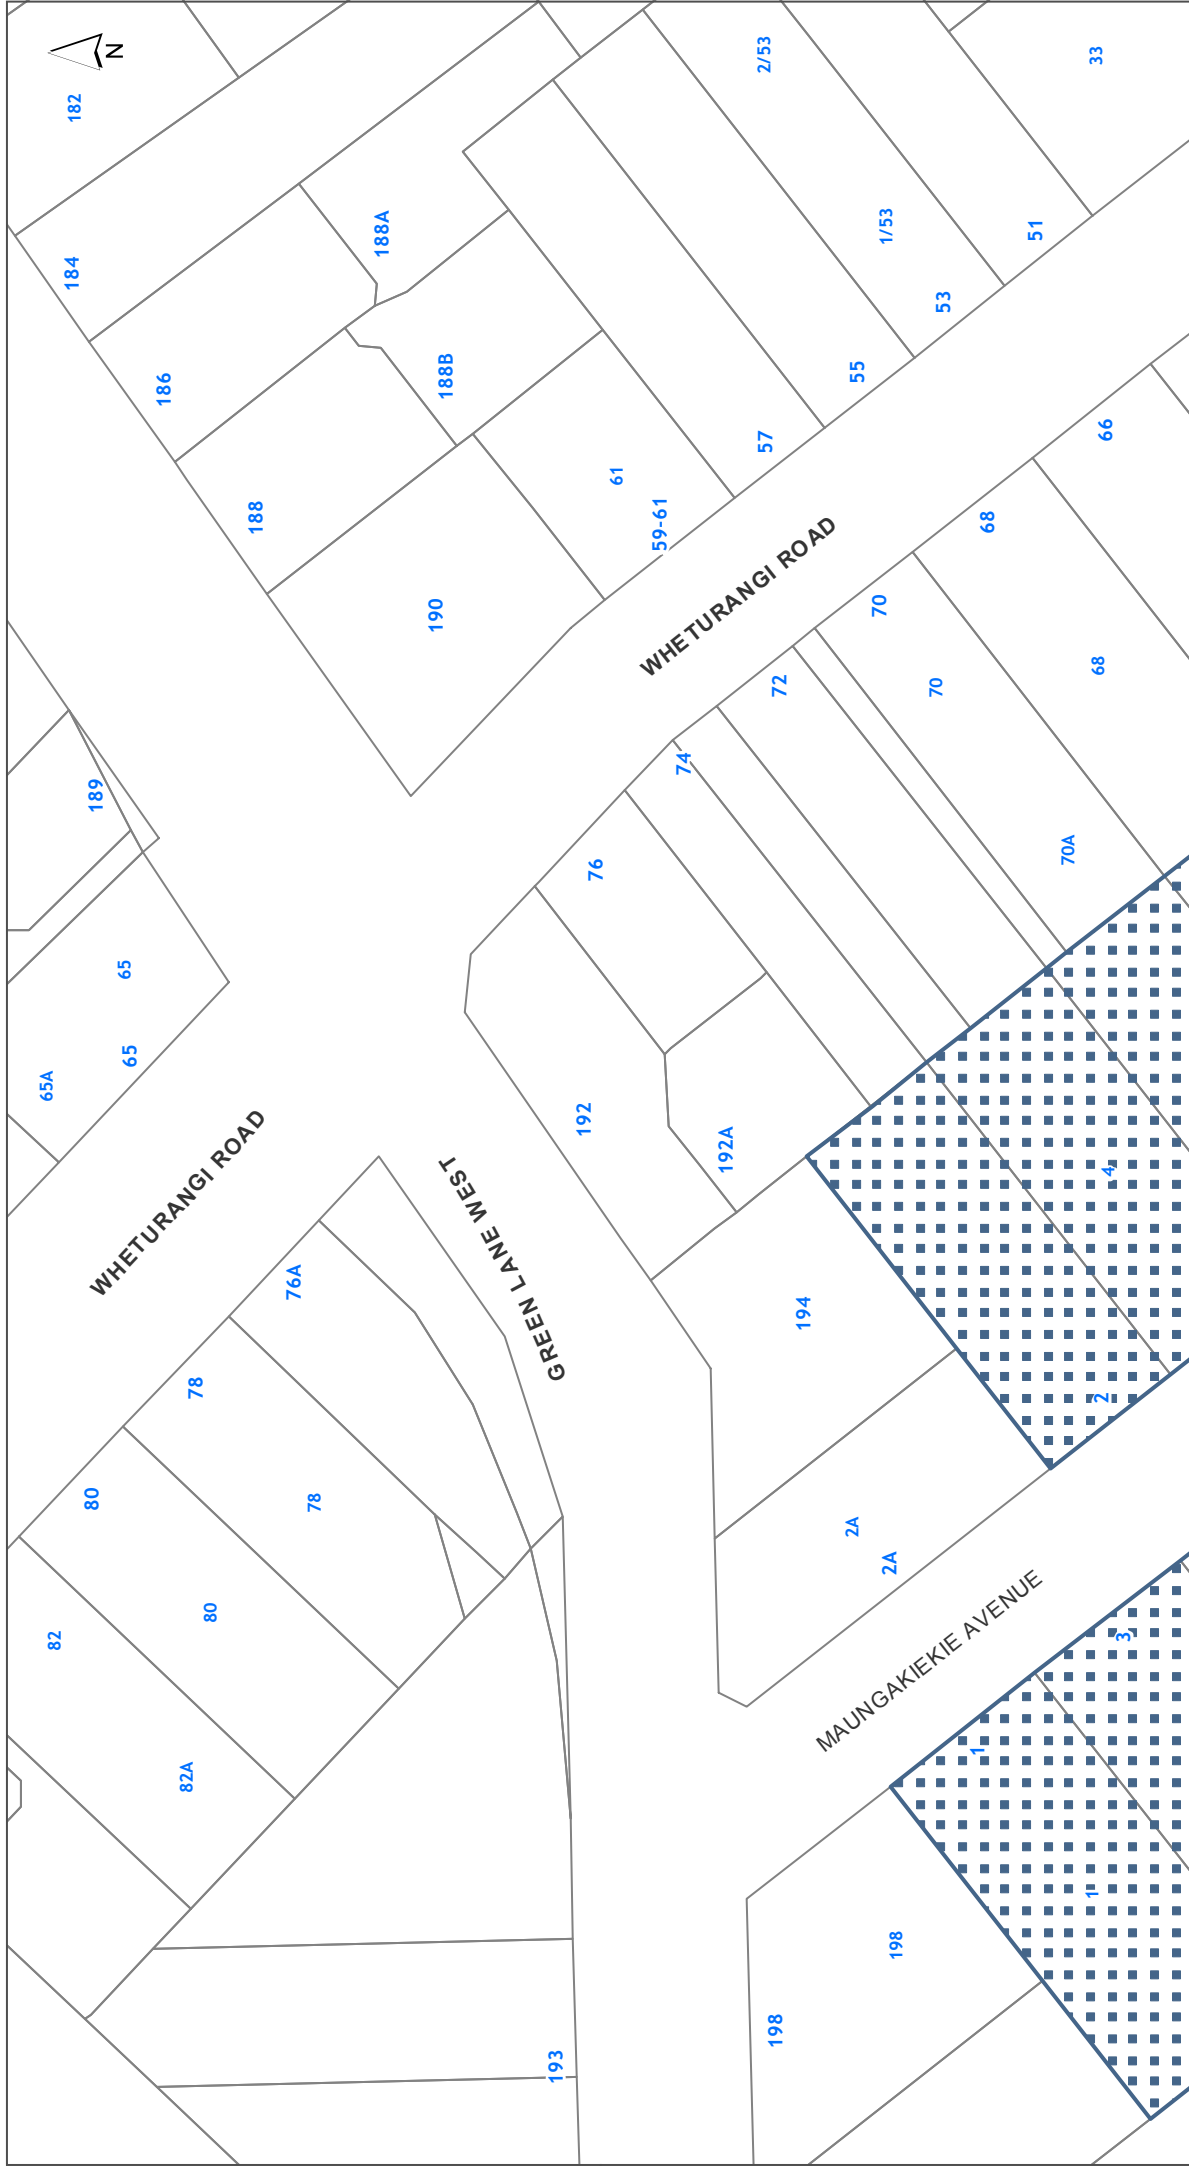 N
182
184
186
188
188A
188B
190
61
59-61
57
55
53
1/53
2/53
51
33
WHETURANGI ROAD
66
68
68
70
70
70A
72
74
76
192
192A
194
189
65
65
65A
WHETURANGI ROAD
GREEN LANE WEST
76A
78
78
80
80
82
82A
193
2A
2A
MAUNGAKIEKIE AVENUE
2
4
1
1
3
198
198